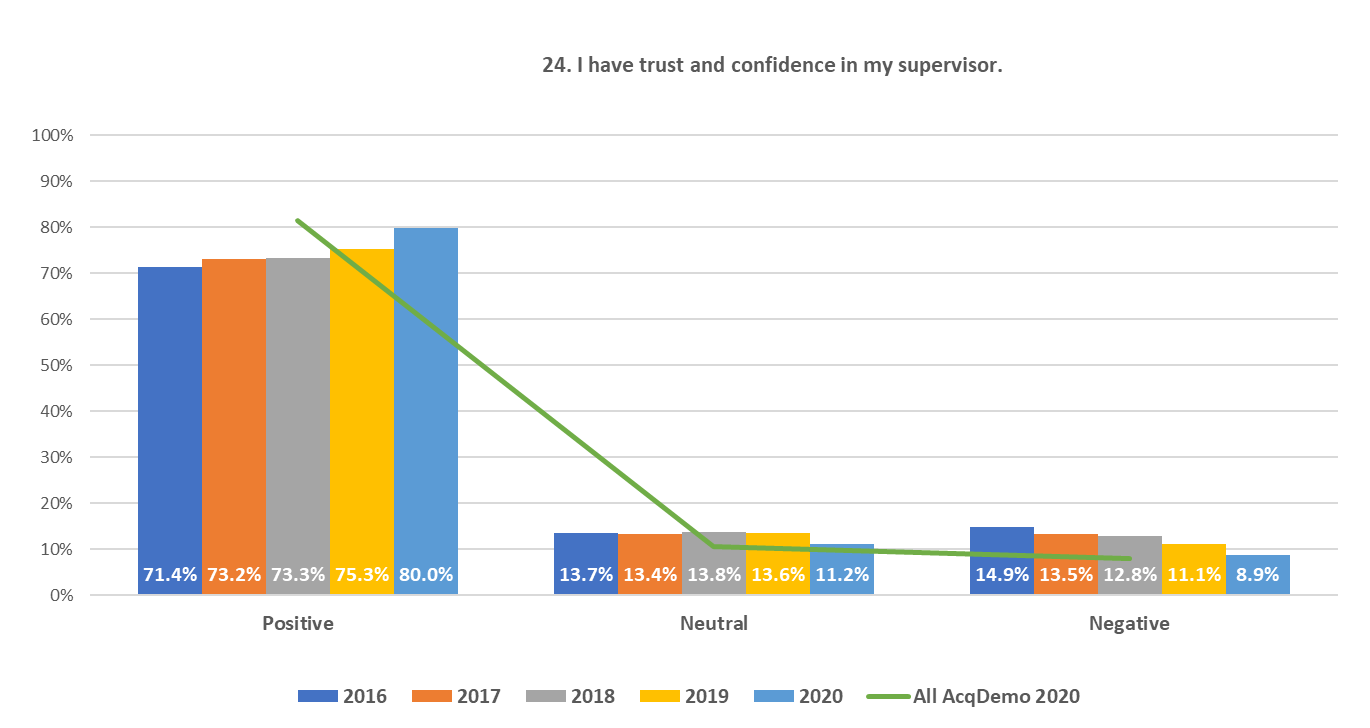 24. I have trust and confidence in my supervisor.
100%
90%
80%
70%
60%
50%
40%
30%
20%
10%
0%
71.4% 73.2% 73.3% 75.3% 80.0% 13.7% 13.4% 13.8% 13.6% 11.2% 14.9% 13.5% 12.8% 11.1% 8.9%
Positive Neutral Negative
2016 2017 2018 2019 2020 All AcqDemo 2020